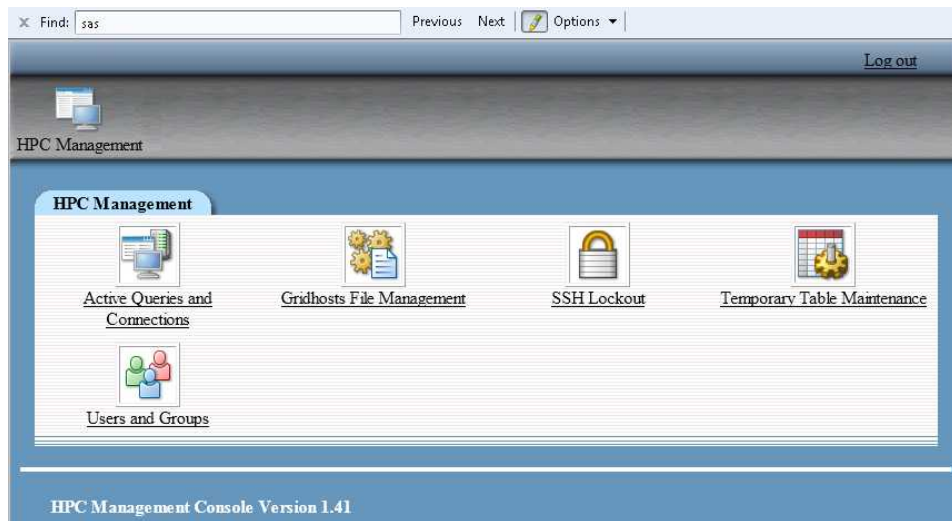 Find: sas Previous Next Options
Log out
HPC Management
HPC Management
Active Queries and Connections
Gridhosts File Management
SSH Lockout
Temporary Table Maintenance
Users and Groups
HPC Management Console Version 1.41